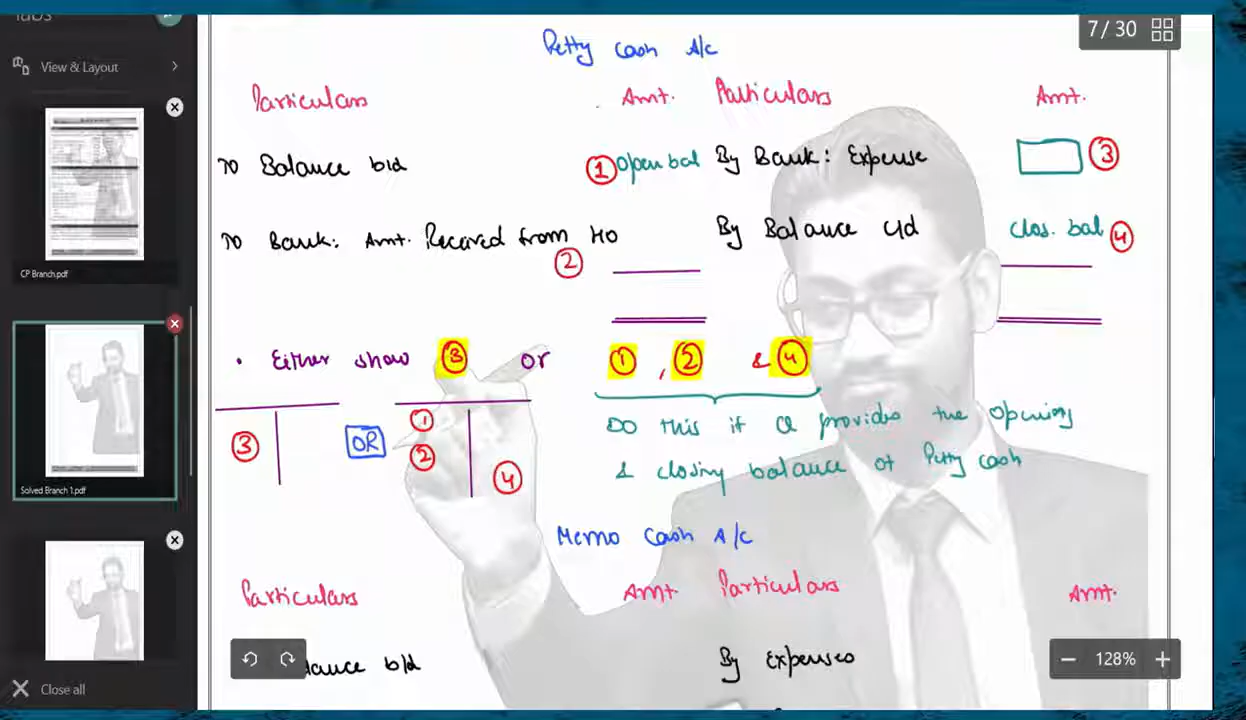 Tabs
7 / 30
View & Layout
CP Branch.pdf
Solved Branch 1.pdf
Close all
Petty Cash A/c
Particulars Amt. Particulars Amt.
To Balance b/d ① Open bal By Bank: Expense ③
To Bank: Amt. Received from HO ② By Balance c/d Clos. bal ④
• Either show ③ or ① , ② & ④
③ OR ① ② ④
Do this if Q provides the opening
& closing balance of Petty cash
Memo Cash A/c
Particulars Amt. Particulars Amt.
lance b/d By Expenses
128%